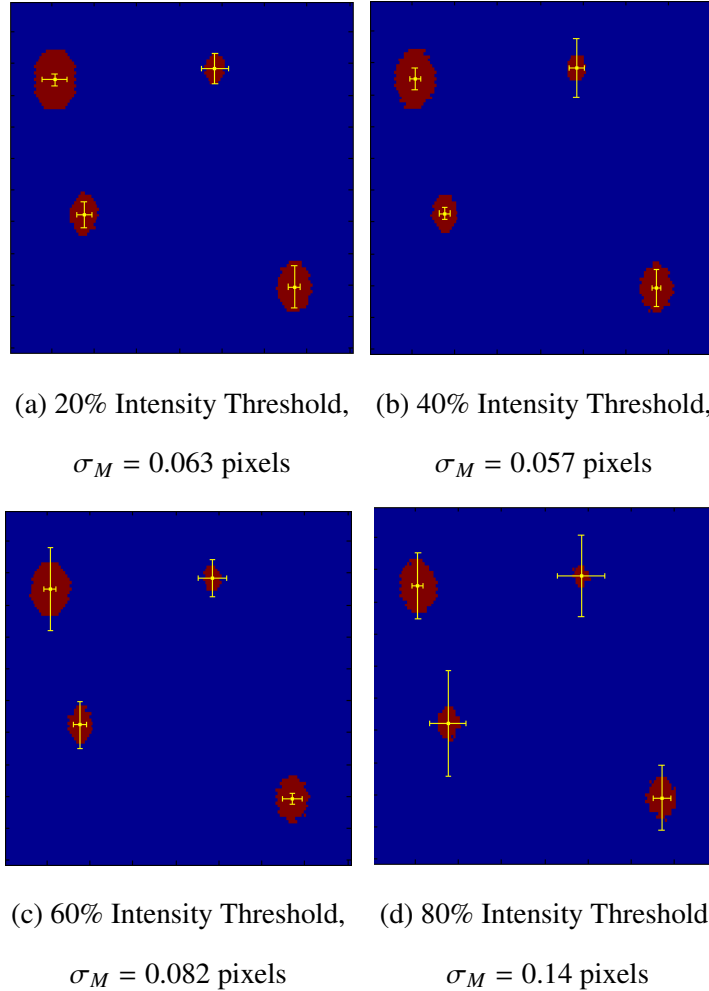 (a) 20% Intensity Threshold,
σ_M = 0.063 pixels
(b) 40% Intensity Threshold,
σ_M = 0.057 pixels
(c) 60% Intensity Threshold,
σ_M = 0.082 pixels
(d) 80% Intensity Threshold
σ_M = 0.14 pixels